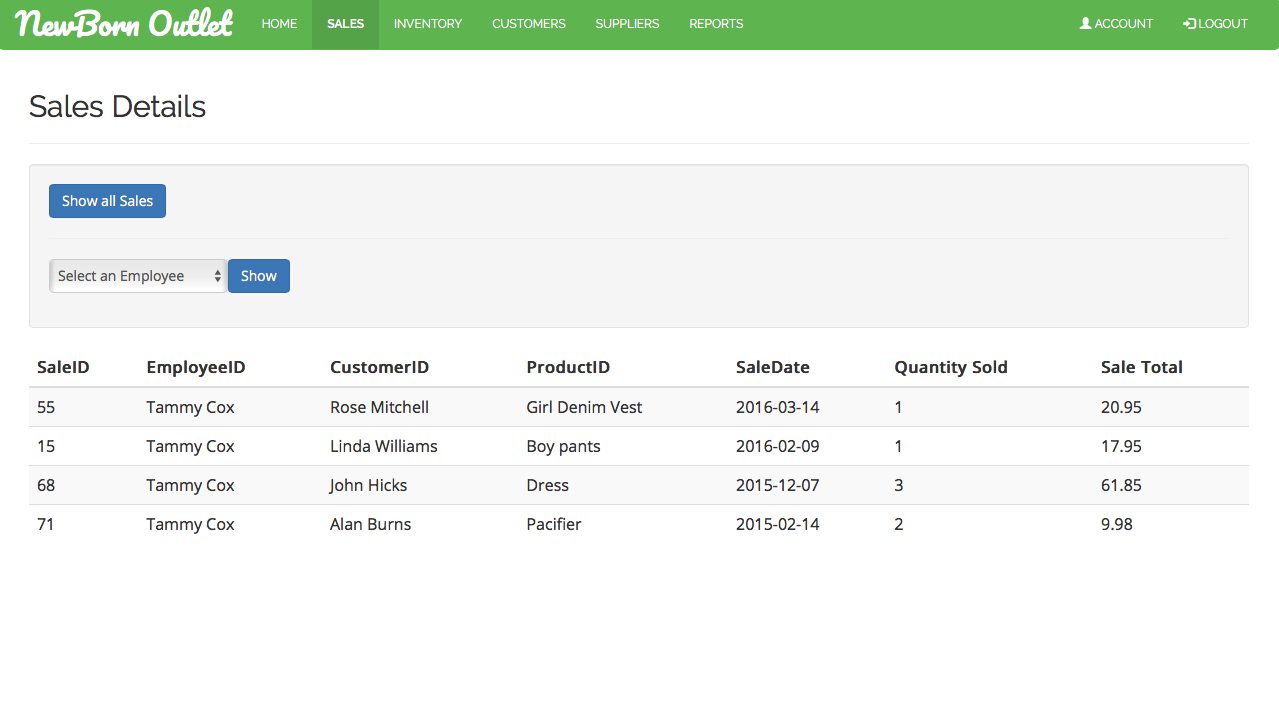 NewBorn Outlet HOME SALES INVENTORY CUSTOMERS SUPPLIERS REPORTS ACCOUNT LOGOUT
Sales Details
Show all Sales
Select an Employee Show
SaleID EmployeeID CustomerID ProductID SaleDate Quantity Sold Sale Total
55 Tammy Cox Rose Mitchell Girl Denim Vest 2016-03-14 1 20.95
15 Tammy Cox Linda Williams Boy pants 2016-02-09 1 17.95
68 Tammy Cox John Hicks Dress 2015-12-07 3 61.85
71 Tammy Cox Alan Burns Pacifier 2015-02-14 2 9.98